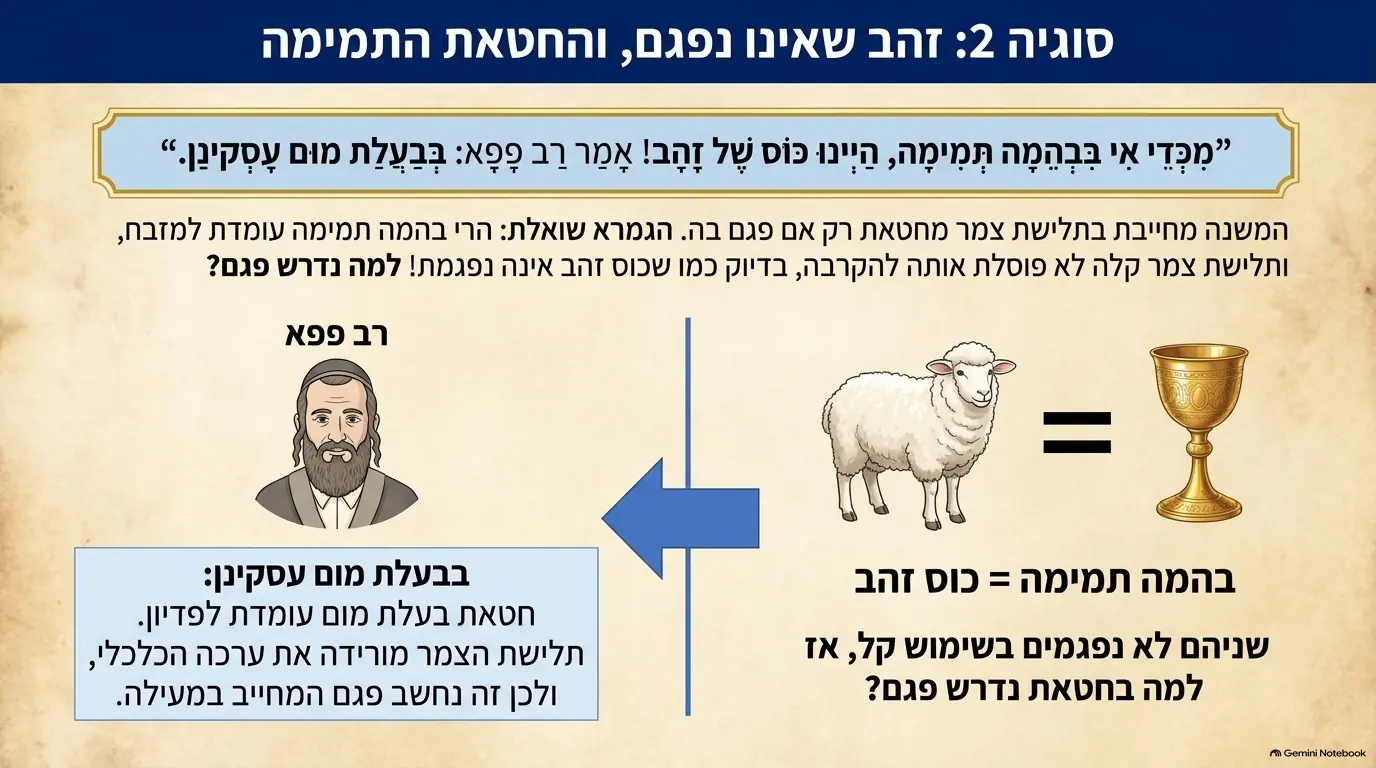 סוגיה 2: זהב שאינו נפגם, והחטאת התמימה
”מִכְּדֵי אִי בִּבְהֵמָה תְּמִימָה, הַיְינוּ כּוֹס שֶׁל זָהָב! אָמַר רַב פָּפָא: בְּבַעֲלַת מוּם עָסְקִינַן.“
המשנה מחייבת בתלישת צמר מחטאת רק אם פגם בה. הגמרא שואלת: הרי בהמה תמימה עומדת למזבח,
ותלישת צמר קלה לא פוסלת אותה להקרבה, בדיוק כמו שכוס זהב אינה נפגמת! למה נדרש פגם?
בהמה תמימה = כוס זהב
שניהם לא נפגמים בשימוש קל, אז
למה בחטאת נדרש פגם?
רב פפא
בבעלת מום עסקינן:
חטאת בעלת מום עומדת לפדיון.
תלישת הצמר מורידה את ערכה הכלכלי,
ולכן זה נחשב פגם המחייב במעילה.
Gemini Notebook